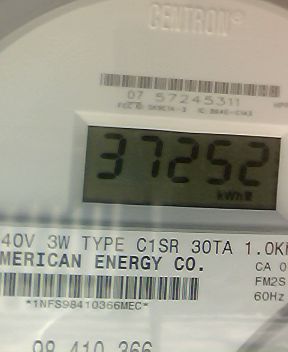 CENTRON®
07 57245311
37252
kWh
40V 3W TYPE C1SR 30TA 1.0K
MERICAN ENERGY CO.
CA 0
FM2S
*1NFS98410366MEC*
60Hz
98 410 366